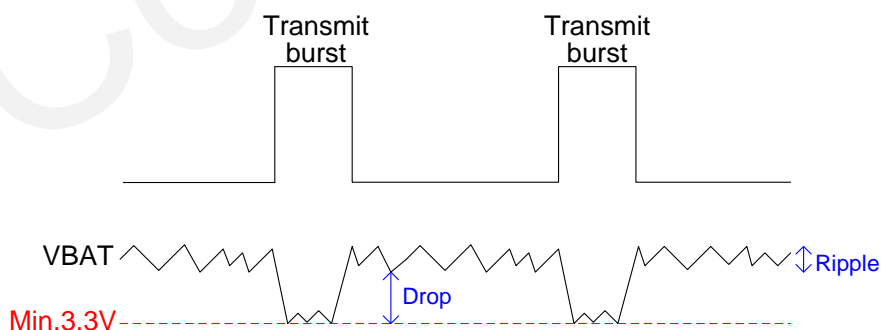 Transmit
burst
Transmit
burst
VBAT
Ripple
Drop
Min.3.3V